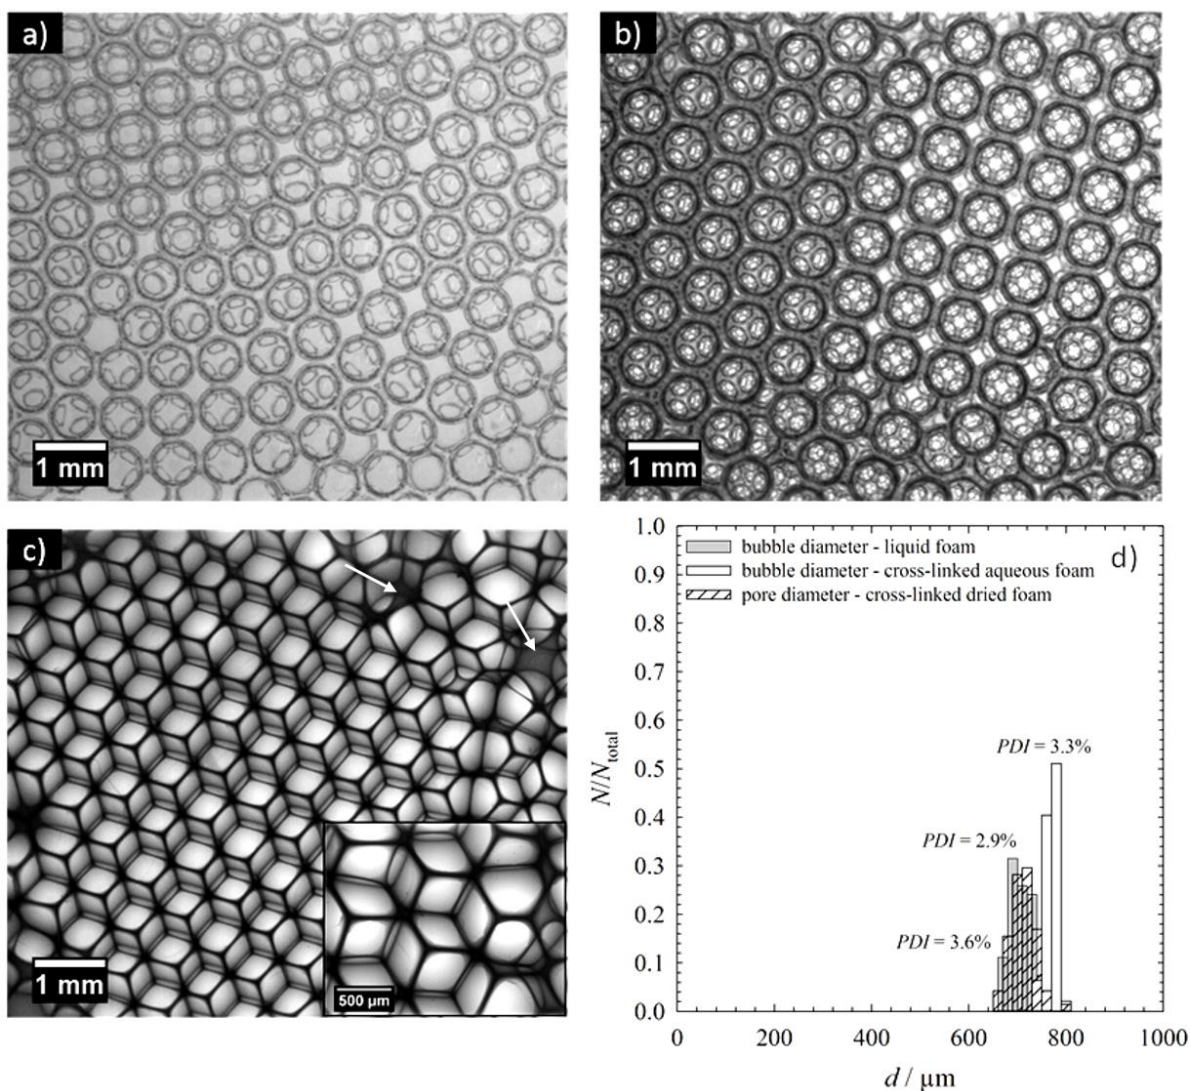 a)
b)
1 mm
1 mm
c)
1 mm
500 µm
d)
bubble diameter - liquid foam
bubble diameter - cross-linked aqueous foam
pore diameter - cross-linked dried foam
1.0
0.9
0.8
0.7
0.6
0.5
0.4
0.3
0.2
0.1
0.0
N/Ntotal
PDI = 3.3%
PDI = 2.9%
PDI = 3.6%
0 200 400 600 800 1000
d / µm